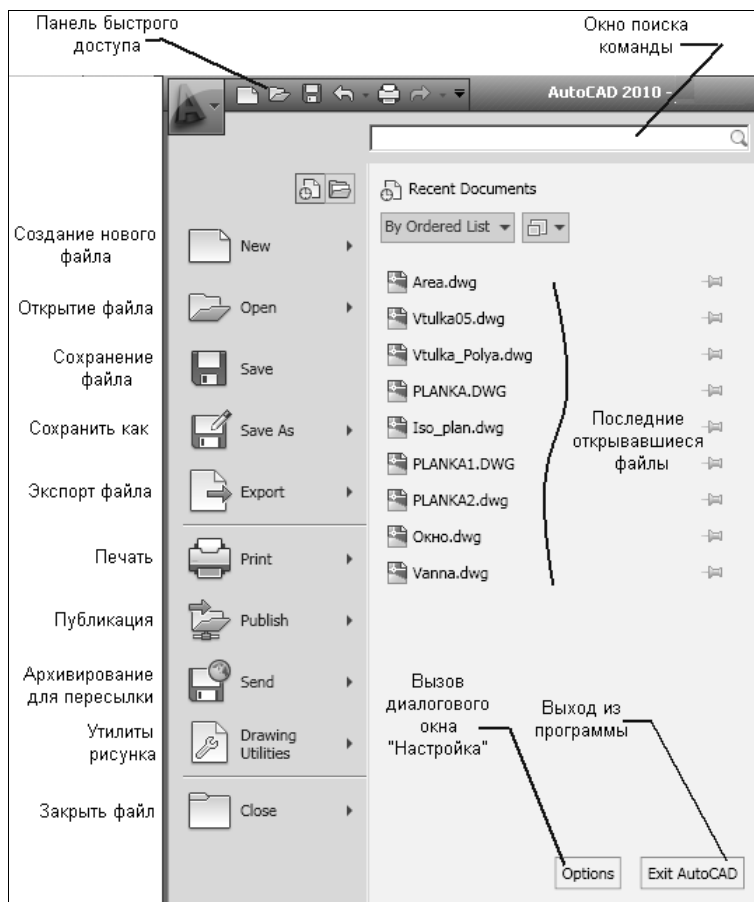 Панель быстрого
доступа
Окно поиска
команды
AutoCAD 2010 -
Recent Documents
By Ordered List
Создание нового
файла
New
Открытие файла
Open
Сохранение
файла
Save
Сохранить как
Save As
Экспорт файла
Export
Печать
Print
Публикация
Publish
Архивирование
для пересылки
Send
Утилиты
рисунка
Drawing
Utilities
Закрыть файл
Close
Area.dwg
Vtulka05.dwg
Vtulka_Polya.dwg
PLANKA.DWG
Iso_plan.dwg
PLANKA1.DWG
PLANKA2.dwg
Окно.dwg
Vanna.dwg
Последние
открывавшиеся
файлы
Вызов
диалогового
окна
"Настройка"
Выход из
программы
Options
Exit AutoCAD